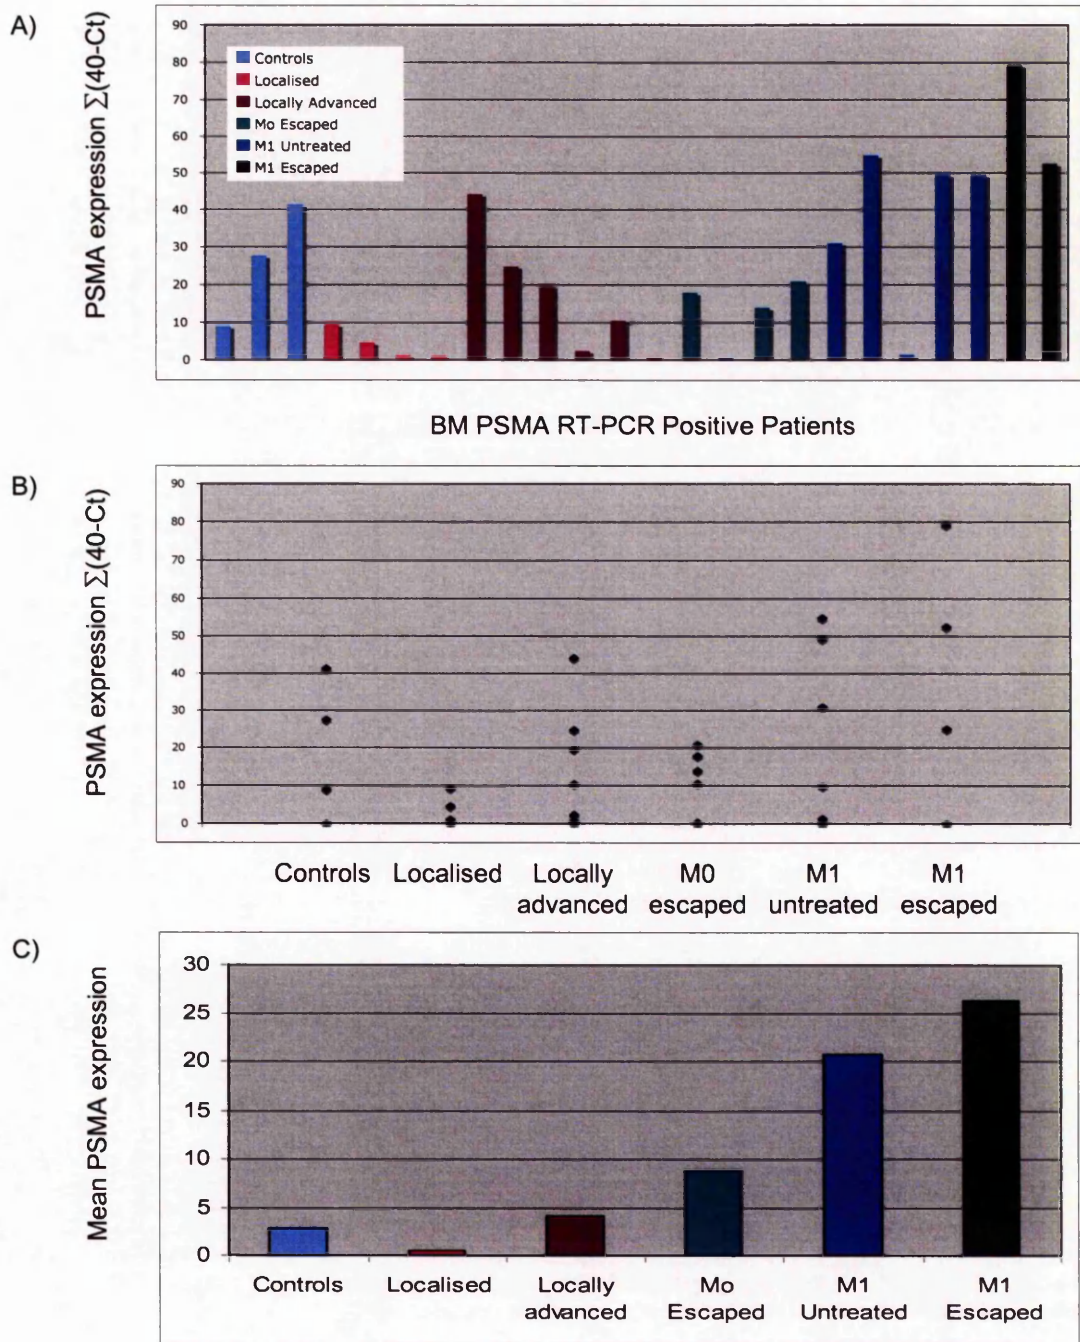 A)
PSMA expression ∑(40-Ct)
90
80
70
60
50
40
30
20
10
0
Controls
Localised
Locally Advanced
Mo Escaped
M1 Untreated
M1 Escaped
BM PSMA RT-PCR Positive Patients
B)
PSMA expression ∑(40-Ct)
90
80
70
60
50
40
30
20
10
0
Controls Localised Locally advanced M0 escaped M1 untreated M1 escaped
C)
Mean PSMA expression
30
25
20
15
10
5
0
Controls Localised Locally advanced Mo Escaped M1 Untreated M1 Escaped